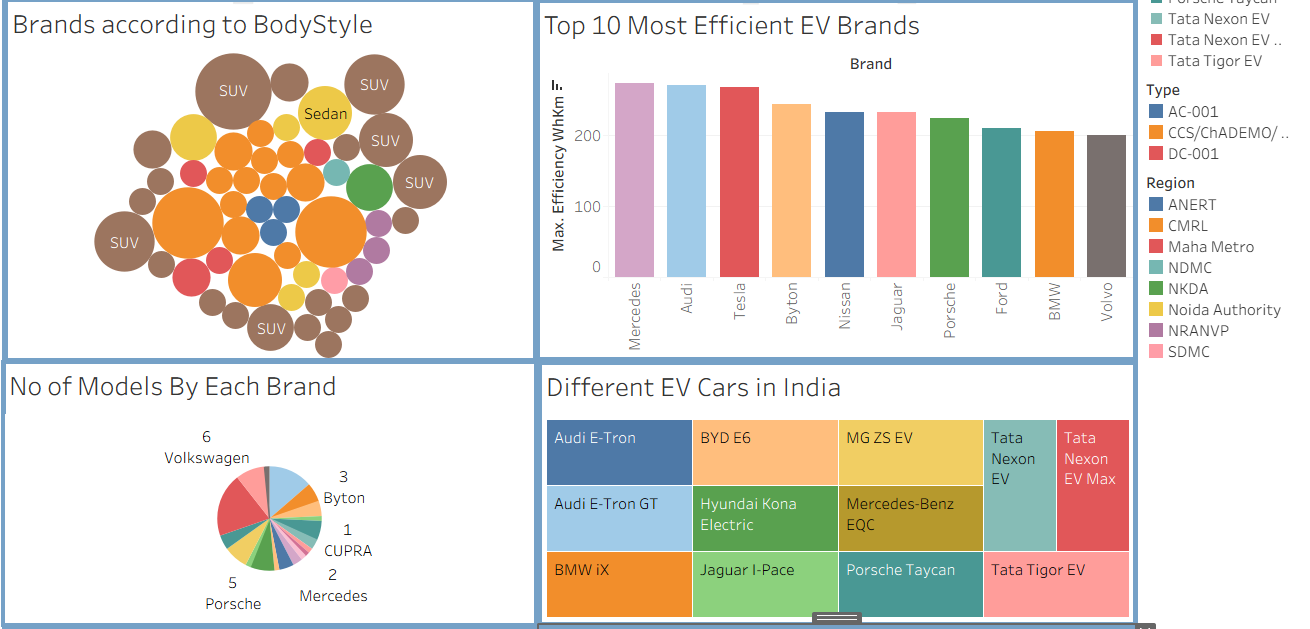 Brands according to BodyStyle
SUV
SUV
Sedan
SUV
SUV
SUV
SUV
Top 10 Most Efficient EV Brands
Brand
Max. Efficiency WhKm
200
100
0
Mercedes
Audi
Tesla
Byton
Nissan
Jaguar
Porsche
Ford
BMW
Volvo
No of Models By Each Brand
6
Volkswagen
3
Byton
1
CUPRA
2
Mercedes
5
Porsche
Different EV Cars in India
Audi E-Tron
BYD E6
MG ZS EV
Tata
Nexon
EV
Tata
Nexon
EV Max
Audi E-Tron GT
Hyundai Kona
Electric
Mercedes-Benz
EQC
BMW iX
Jaguar I-Pace
Porsche Taycan
Tata Tigor EV
Porsche Taycan
Tata Nexon EV
Tata Nexon EV ..
Tata Tigor EV
Type
AC-001
CCS/ChADEMO/ ..
DC-001
Region
ANERT
CMRL
Maha Metro
NDMC
NKDA
Noida Authority
NRANVP
SDMC